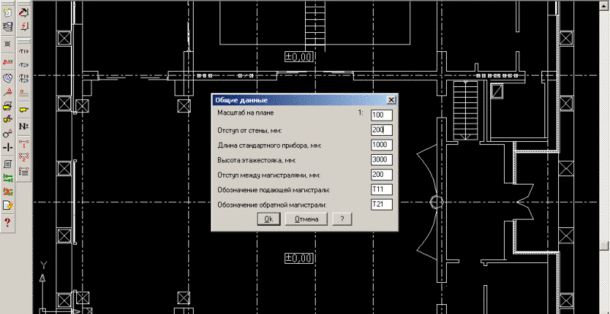 ±0,00
Общие данные
Масштаб на плане 1: 100
Отступ от стены, мм: 200
Длина стандартного прибора, мм: 1000
Высота этажестояка, мм: 3000
Отступ между магистралями, мм: 200
Обозначение подающей магистрали: T11
Обозначение обратной магистрали: T21
Ok Отмена ?
±0,00
Y
?